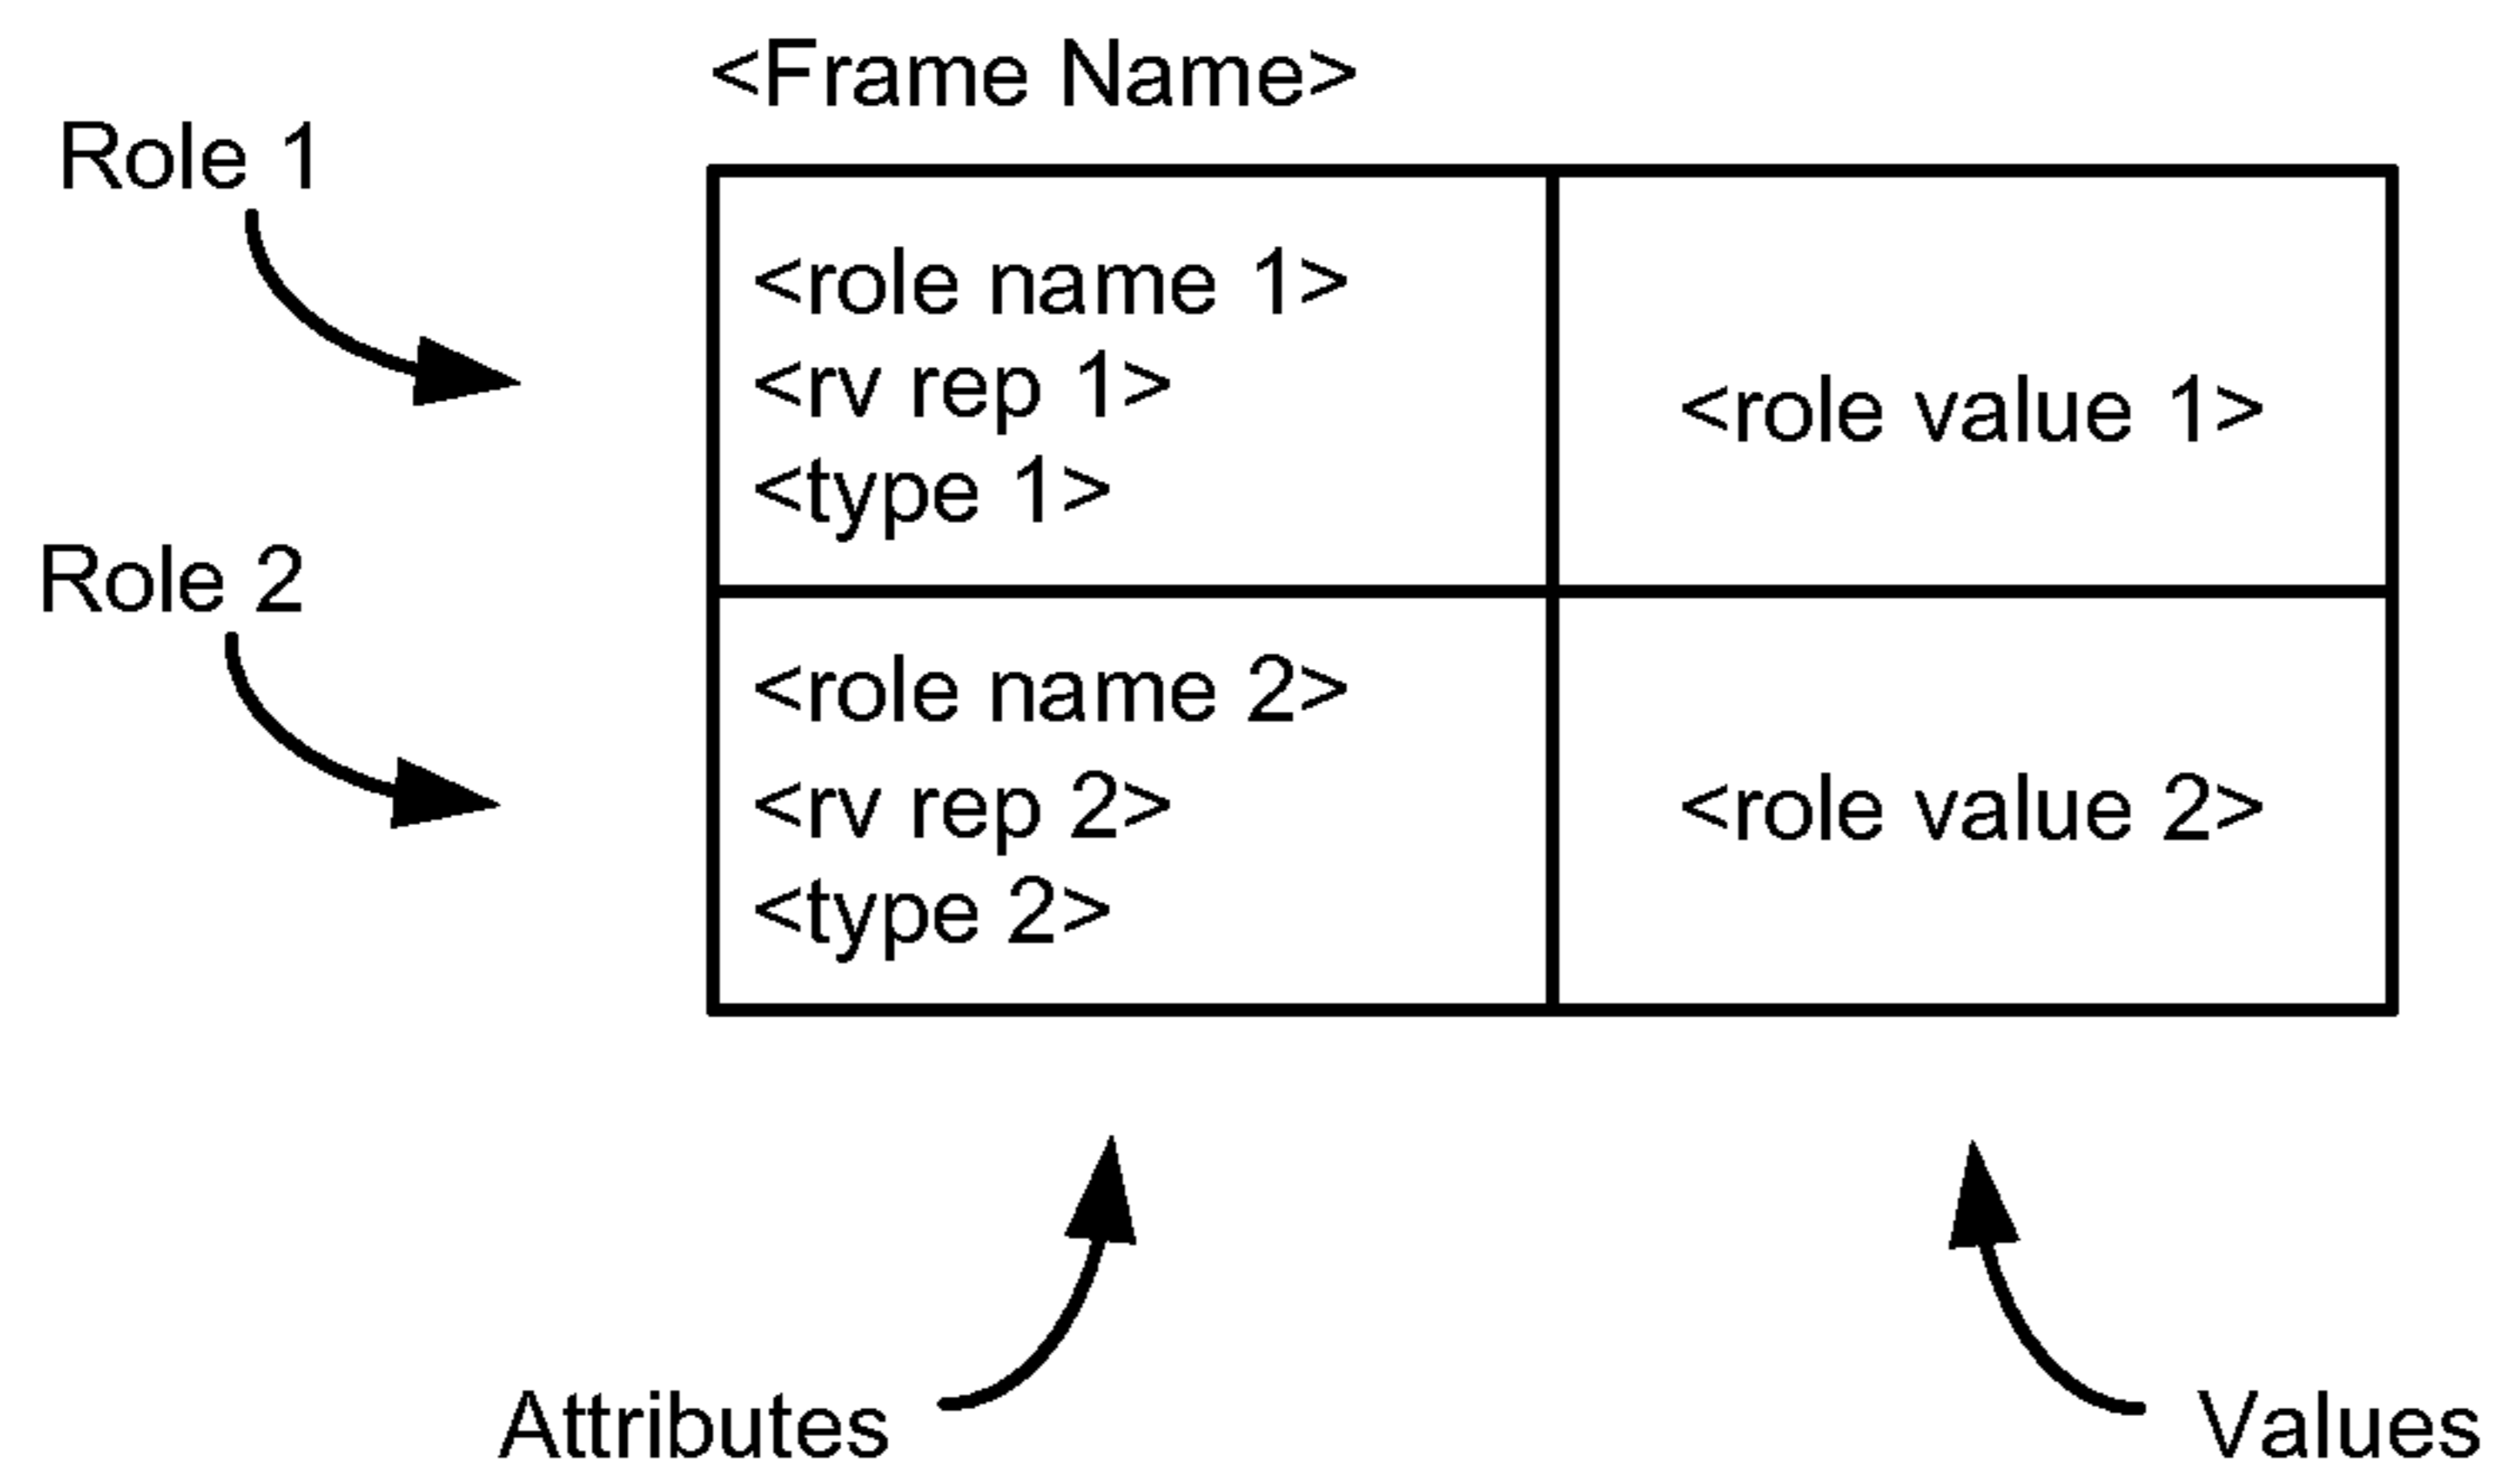 <Frame Name>
Role 1
<role name 1>
<rv rep 1>
<type 1>
<role value 1>
Role 2
<role name 2>
<rv rep 2>
<type 2>
<role value 2>
Attributes
Values